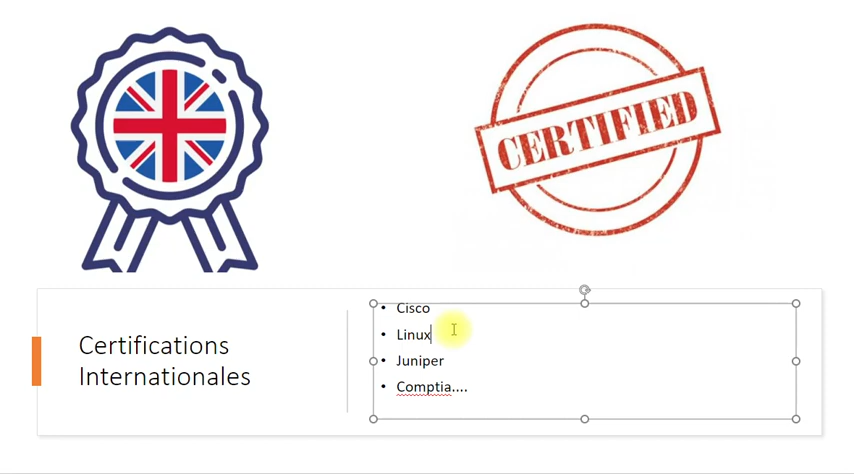 CERTIFIED
Certifications
Internationales
• Cisco
• Linux
• Juniper
• Comptia....